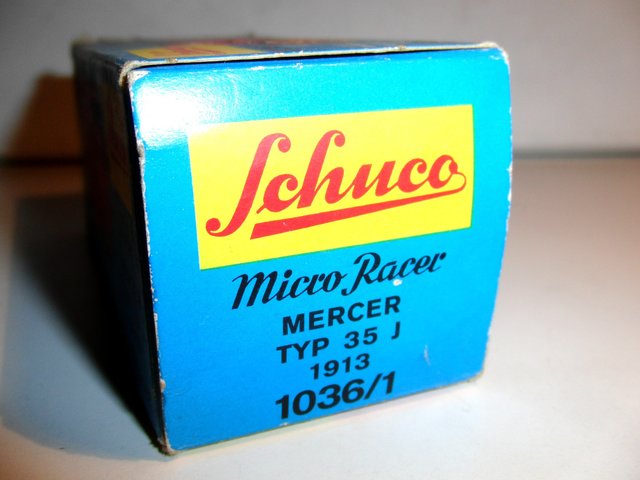 Schuco
Micro Racer
MERCER
TYP 35 J
1913
1036/1